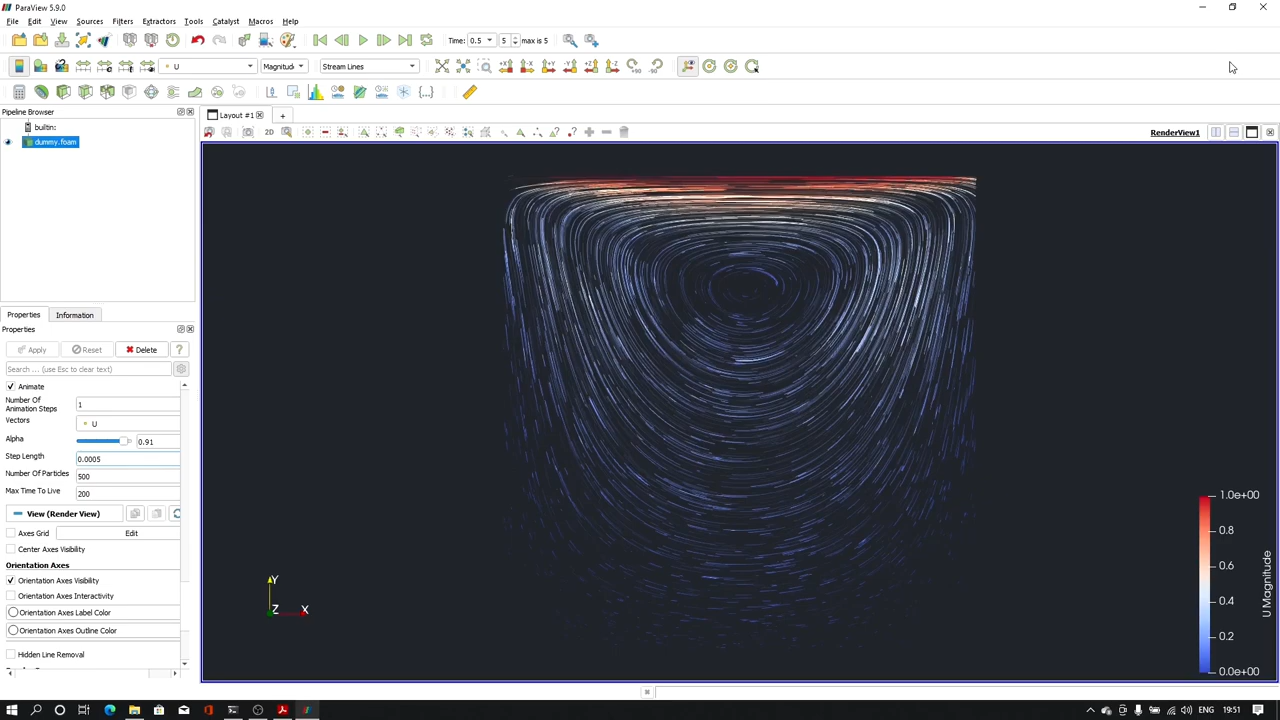 ParaView 5.9.0
File Edit View Sources Filters Extractors Tools Catalyst Macros Help
Time: 0.5 5 max is 5
U Magnitud Stream Lines
Pipeline Browser
Layout #1 +
builtin:
2D RenderView1
dummy.foam
Properties Information
Properties
Apply Reset Delete ?
Search ... (use Esc to clear text)
Animate
Number Of
Animation Steps 1
Vectors U
Alpha 0.91
Step Length 0.0005
Number Of Particles 500
Max Time To Live 200
View (Render View)
Axes Grid Edit
Center Axes Visibility
Orientation Axes
Orientation Axes Visibility
Orientation Axes Interactivity
Orientation Axes Label Color
Orientation Axes Outline Color
Hidden Line Removal
Y
Z X
1.0e+00
0.8
0.6
0.4
0.2
0.0e+00
U Magnitude
ENG 19:51